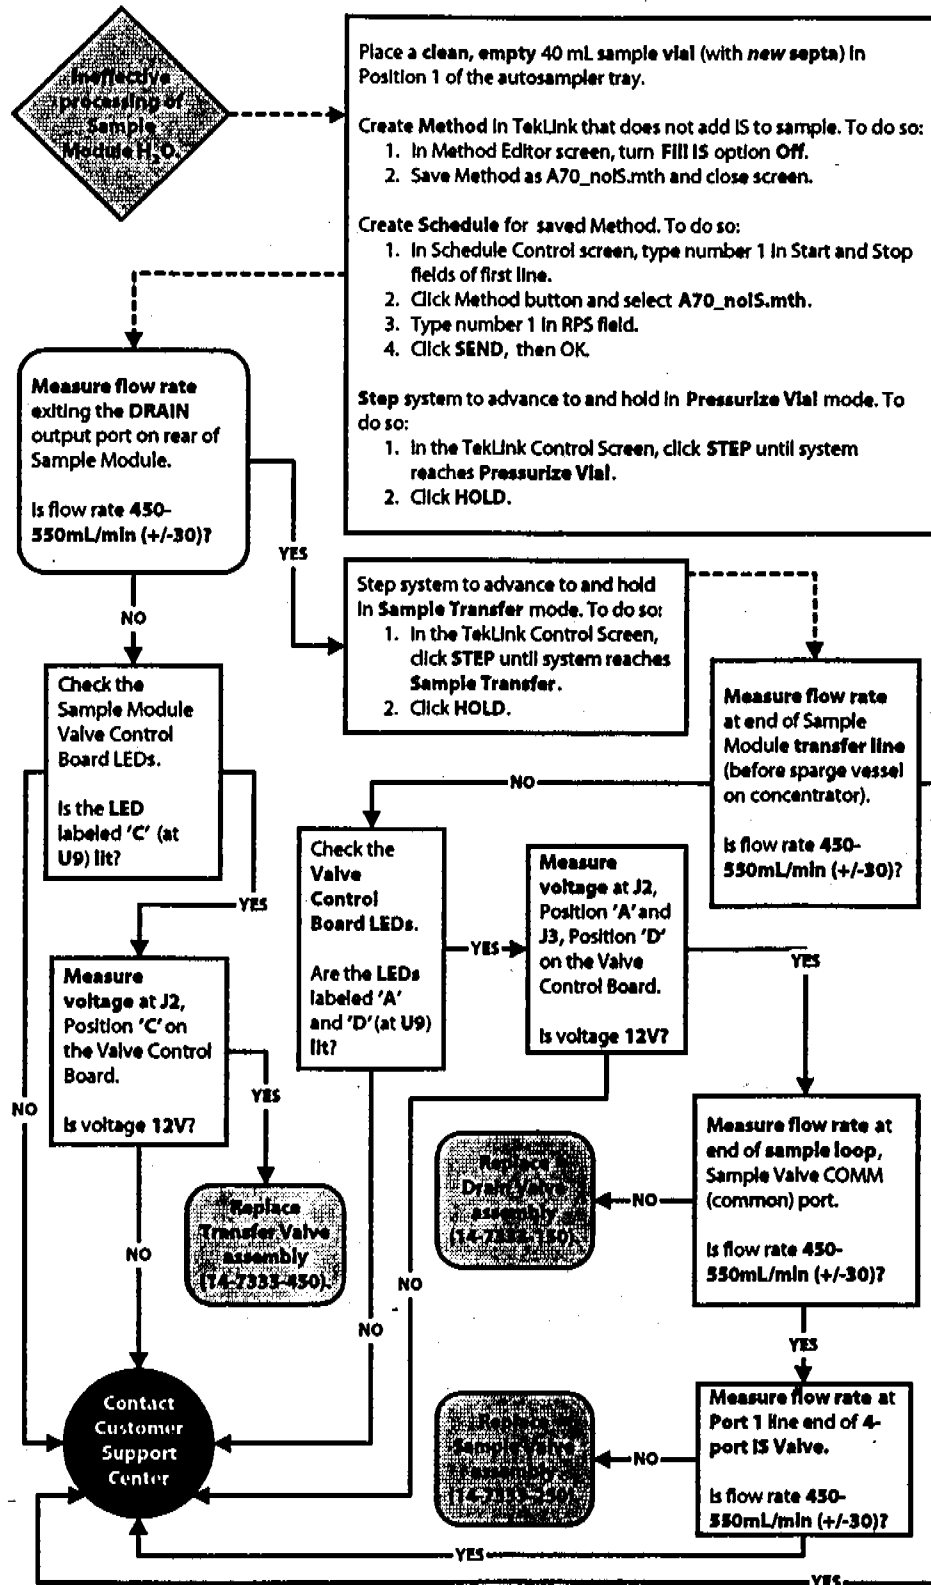 Ineffective
processing of
Sample
Module H₂O.
Place a clean, empty 40 mL sample vial (with new septa) in
Position 1 of the autosampler tray.
Create Method in TekLink that does not add IS to sample. To do so:
1. In Method Editor screen, turn Fill IS option Off.
2. Save Method as A70_noIS.mth and close screen.
Create Schedule for saved Method. To do so:
1. In Schedule Control screen, type number 1 in Start and Stop
fields of first line.
2. Click Method button and select A70_noIS.mth.
3. Type number 1 in RPS field.
4. Click SEND, then OK.
Step system to advance to and hold in Pressurize Vial mode. To
do so:
1. In the TekLink Control Screen, click STEP until system
reaches Pressurize Vial.
2. Click HOLD.
Measure flow rate
exiting the DRAIN
output port on rear of
Sample Module.
Is flow rate 450-
550mL/min (+/-30)?
YES
NO
Step system to advance to and hold
in Sample Transfer mode. To do so:
1. In the TekLink Control Screen,
click STEP until system reaches
Sample Transfer.
2. Click HOLD.
Measure flow rate
at end of Sample
Module transfer line
(before sparge vessel
on concentrator).
Is flow rate 450-
550mL/min (+/-30)?
NO
Check the
Sample Module
Valve Control
Board LEDs.
Is the LED
labeled 'C' (at
U9) lit?
YES
NO
Check the
Valve
Control
Board LEDs.
Are the LEDs
labeled 'A'
and 'D' (at U9)
lit?
YES
Measure
voltage at J2,
Position 'A' and
J3, Position 'D'
on the Valve
Control Board.
Is voltage 12V?
YES
Measure
voltage at J2,
Position 'C' on
the Valve Control
Board.
Is voltage 12V?
YES
NO
Replace
Transfer Valve
assembly
(14-7333-450).
Measure flow rate at
end of sample loop,
Sample Valve COMM
(common) port.
Is flow rate 450-
550mL/min (+/-30)?
NO
Replace
Drain Valve
assembly
NO
NO
YES
Measure flow rate at
Port 1 line end of 4-
port IS Valve.
Is flow rate 450-
550mL/min (+/-30)?
NO
Replace
Sample Valve
assembly
Contact
Customer
Support
Center
YES
YES